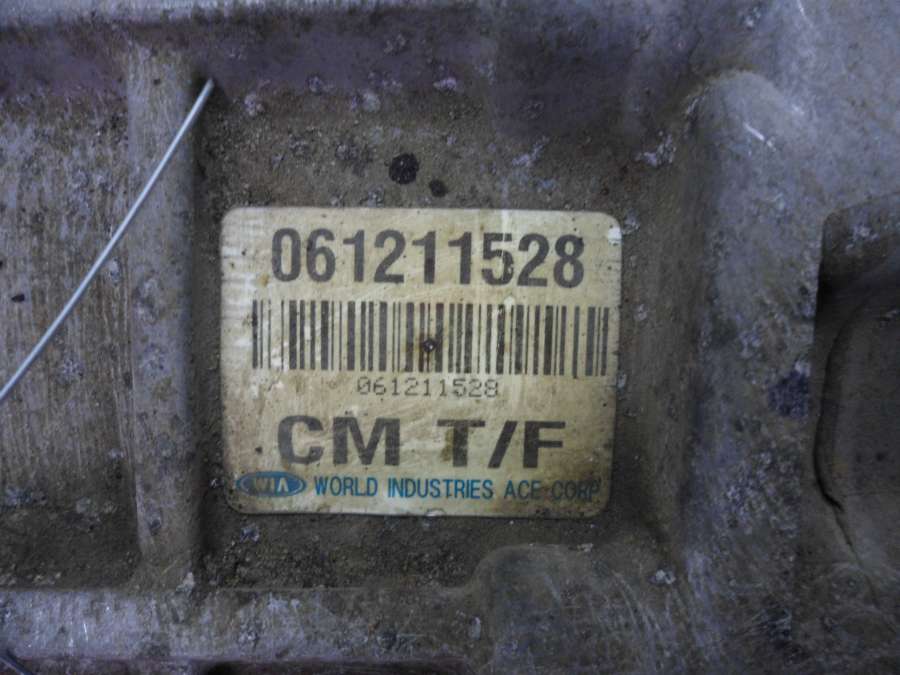 061211528
061211528
CM T/F
WIA WORLD INDUSTRIES ACE CORP